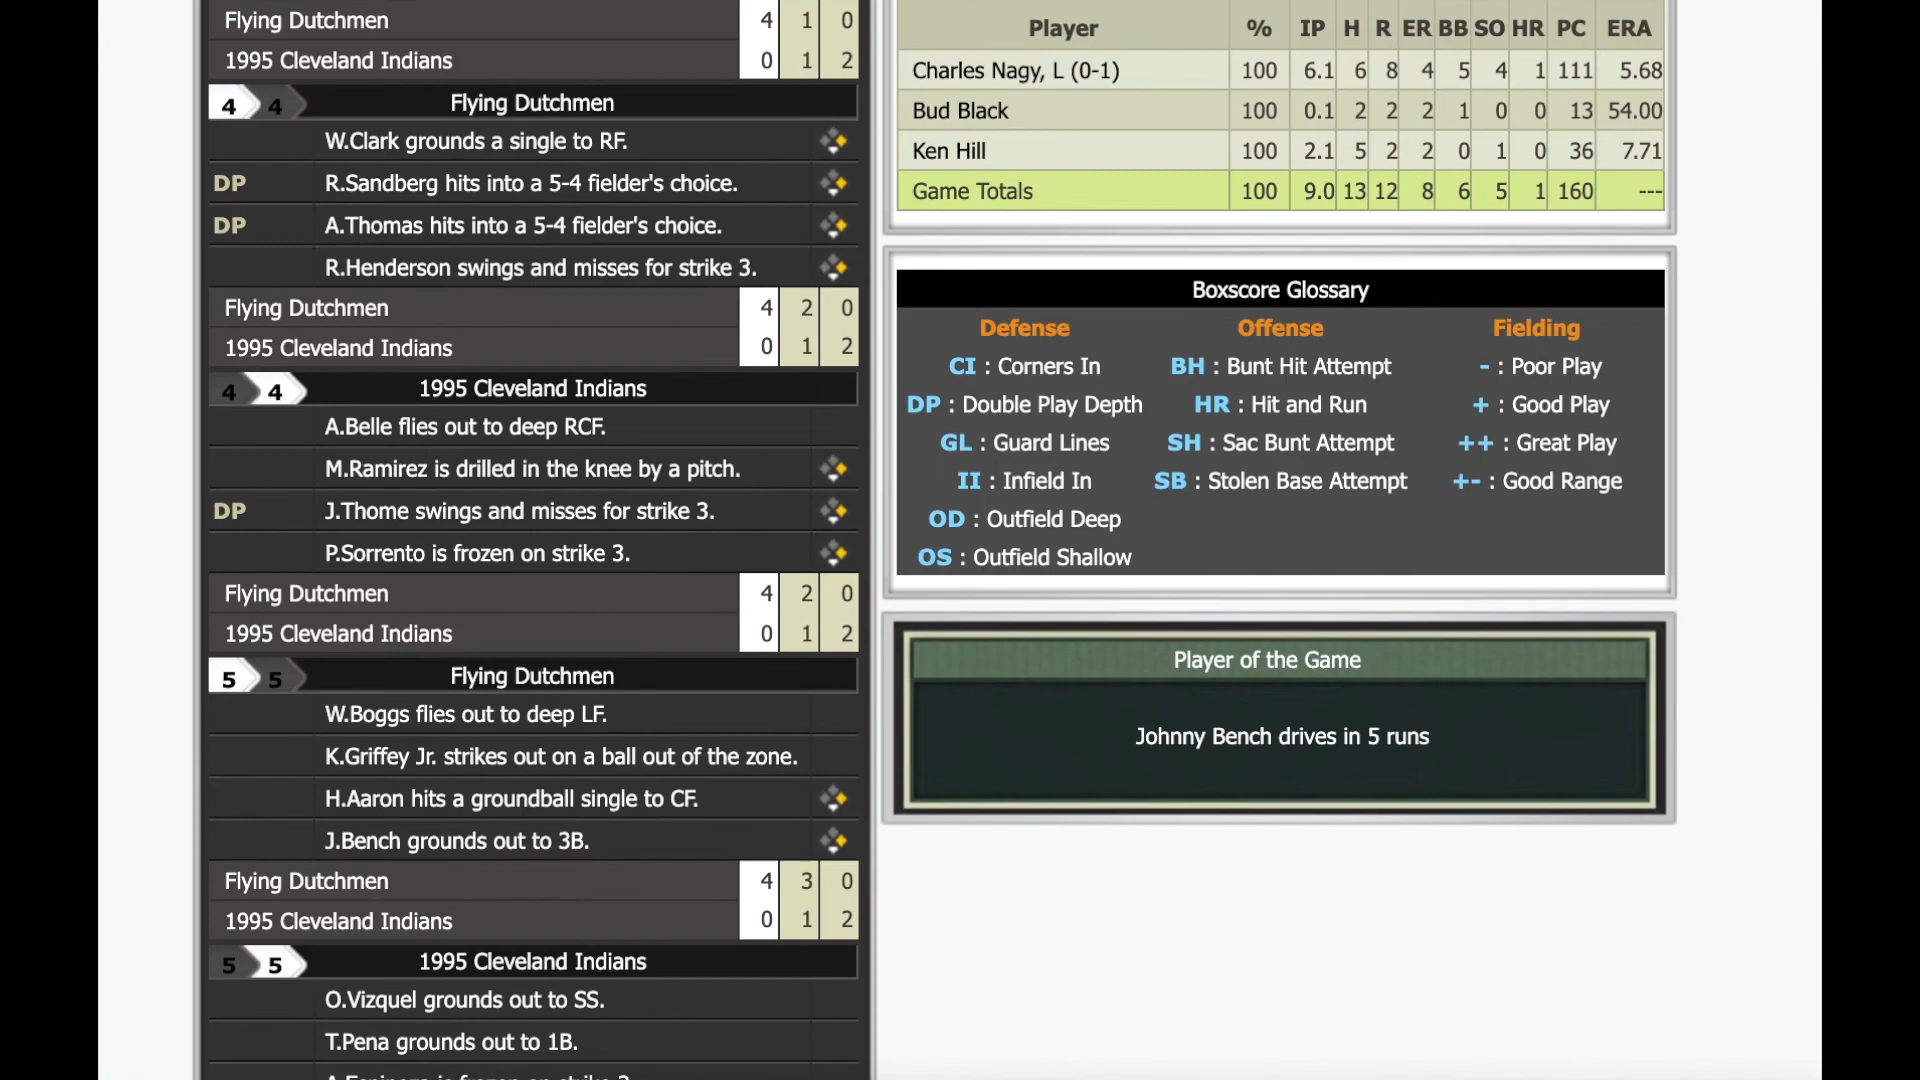 Flying Dutchmen 4 1 0
1995 Cleveland Indians 0 1 2
4 4 Flying Dutchmen
W.Clark grounds a single to RF.
DP R.Sandberg hits into a 5-4 fielder's choice.
DP A.Thomas hits into a 5-4 fielder's choice.
R.Henderson swings and misses for strike 3.
Flying Dutchmen 4 2 0
1995 Cleveland Indians 0 1 2
4 4 1995 Cleveland Indians
A.Belle flies out to deep RCF.
M.Ramirez is drilled in the knee by a pitch.
DP J.Thome swings and misses for strike 3.
P.Sorrento is frozen on strike 3.
Flying Dutchmen 4 2 0
1995 Cleveland Indians 0 1 2
5 5 Flying Dutchmen
W.Boggs flies out to deep LF.
K.Griffey Jr. strikes out on a ball out of the zone.
H.Aaron hits a groundball single to CF.
J.Bench grounds out to 3B.
Flying Dutchmen 4 3 0
1995 Cleveland Indians 0 1 2
5 5 1995 Cleveland Indians
O.Vizquel grounds out to SS.
T.Pena grounds out to 1B.
Player % IP H R ER BB SO HR PC ERA
Charles Nagy, L (0-1) 100 6.1 6 8 4 5 4 1 111 5.68
Bud Black 100 0.1 2 2 2 1 0 0 13 54.00
Ken Hill 100 2.1 5 2 2 0 1 0 36 7.71
Game Totals 100 9.0 13 12 8 6 5 1 160 ---
Boxscore Glossary
Defense Offense Fielding
CI : Corners In BH : Bunt Hit Attempt - : Poor Play
DP : Double Play Depth HR : Hit and Run + : Good Play
GL : Guard Lines SH : Sac Bunt Attempt ++ : Great Play
II : Infield In SB : Stolen Base Attempt +- : Good Range
OD : Outfield Deep
OS : Outfield Shallow
Player of the Game
Johnny Bench drives in 5 runs